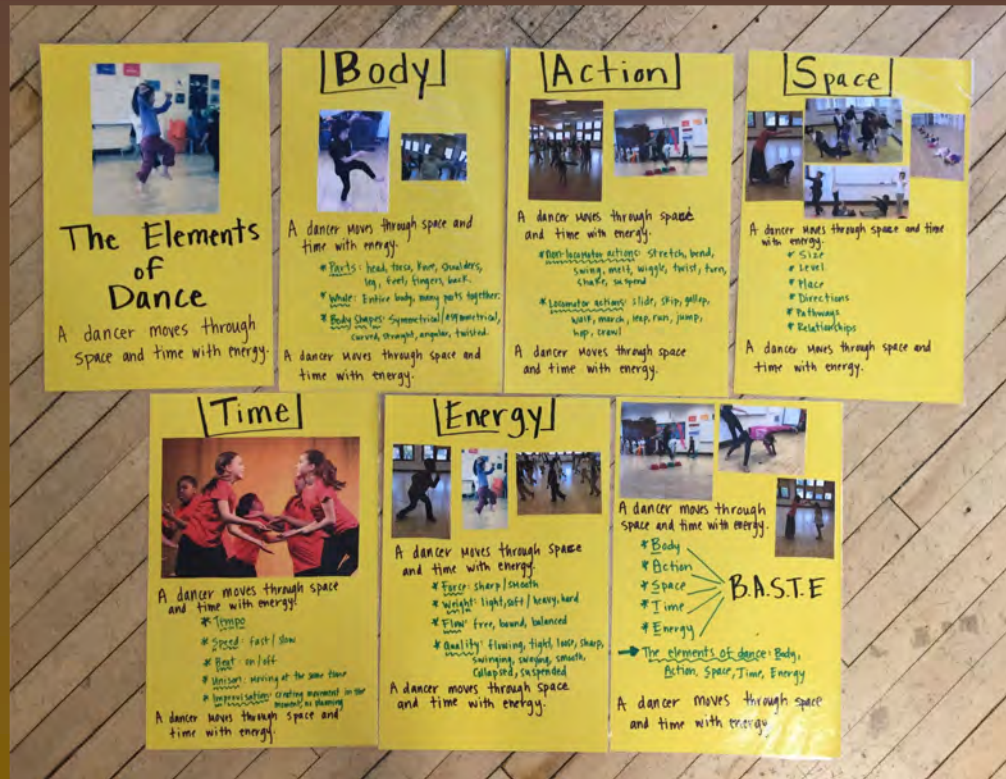 The Elements
of
Dance
A dancer moves through
space and time with energy.
Body
A dancer moves through space and
time with energy.
* Parts: head, torso, knee, shoulders,
leg, feet, fingers, back.
* Whole: Entire body, many parts together.
* Body Shapes: Symmetrical/Asymmetrical,
curved, straight, angular, twisted.
A dancer moves through space and
time with energy.
Action
A dancer moves through space
and time with energy.
* Non-locomotor actions: Stretch, bend,
swing, melt, wiggle, twist, turn,
shake, suspend
* Locomotor actions: slide, skip, gallop,
walk, march, leap, run, jump,
hop, crawl
A dancer moves through space
and time with energy.
Space
A dancer moves through space and time
with energy.
* Size
* Level
* Place
* Directions
* Pathways
* Relationships
A dancer moves through space and
time with energy.
Time
A dancer moves through space
and time with energy.
* Tempo
* Speed: fast/slow
* Beat: on/off
* Unison: Moving at the same time
* Improvisation: creating movement in the
moment, no planning
A dancer moves through space and
time with energy.
Energy
A dancer moves through space
and time with energy.
* Force: sharp/smooth
* Weight: light, soft/heavy, hard
* Flow: free, bound, balanced
* Quality: flowing, tight, loose, sharp,
swinging, swaying, smooth,
collapsed, suspended
A dancer moves through space
and time with energy.
A dancer moves through
space and time with energy.
* Body
* Action
* Space
* Time
* Energy
B.A.S.T.E
→ The elements of dance: Body,
Action, Space, Time, Energy
A dancer moves through space
and time with energy